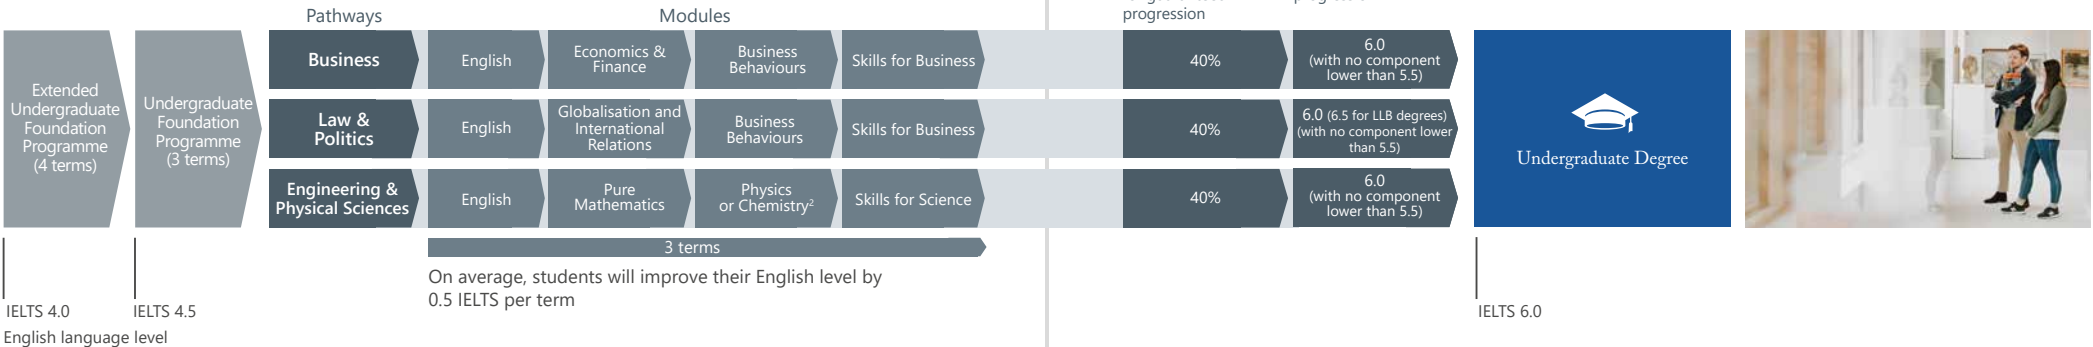 Pathways
Modules
progression
Extended
Undergraduate
Foundation
Programme
(4 terms)
Undergraduate
Foundation
Programme
(3 terms)
Business
English
Economics &
Finance
Business
Behaviours
Skills for Business
40%
6.0
(with no component
lower than 5.5)
Law &
Politics
English
Globalisation and
International
Relations
Business
Behaviours
Skills for Business
40%
6.0 (6.5 for LLB degrees)
(with no component lower
than 5.5)
Engineering &
Physical Sciences
English
Pure
Mathematics
Physics
or Chemistry²
Skills for Science
40%
6.0
(with no component
lower than 5.5)
Undergraduate Degree
3 terms
On average, students will improve their English level by
0.5 IELTS per term
IELTS 4.0
IELTS 4.5
IELTS 6.0
English language level